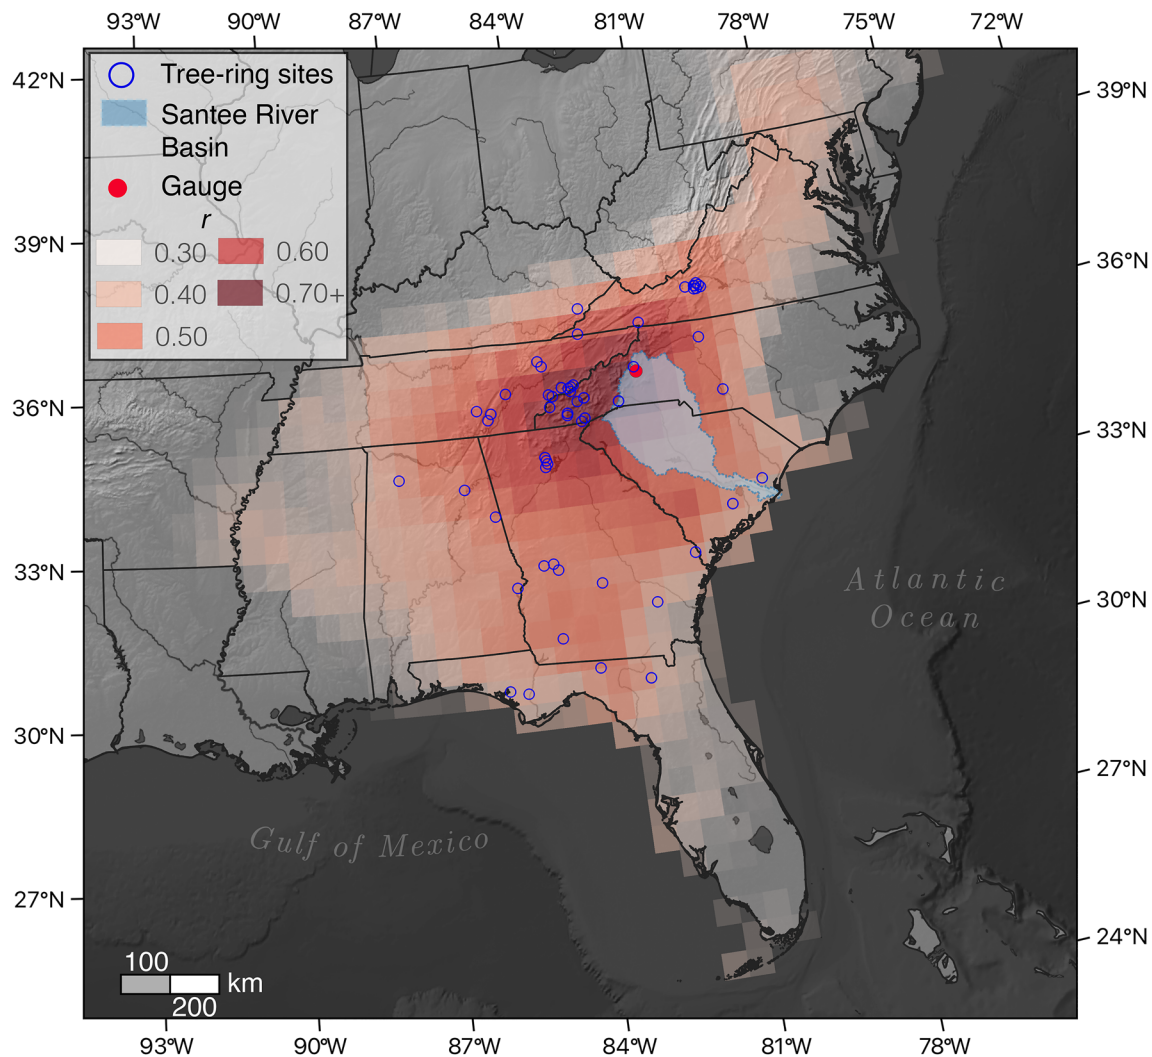 93°W 90°W 87°W 84°W 81°W 78°W 75°W 72°W
42°N
39°N
36°N
33°N
30°N
27°N
Tree-ring sites
Santee River
Basin
Gauge
r
0.30 0.60
0.40 0.70+
0.50
39°N
36°N
33°N
30°N
27°N
24°N
Atlantic
Ocean
Gulf of Mexico
100
km
200
93°W 90°W 87°W 84°W 81°W 78°W